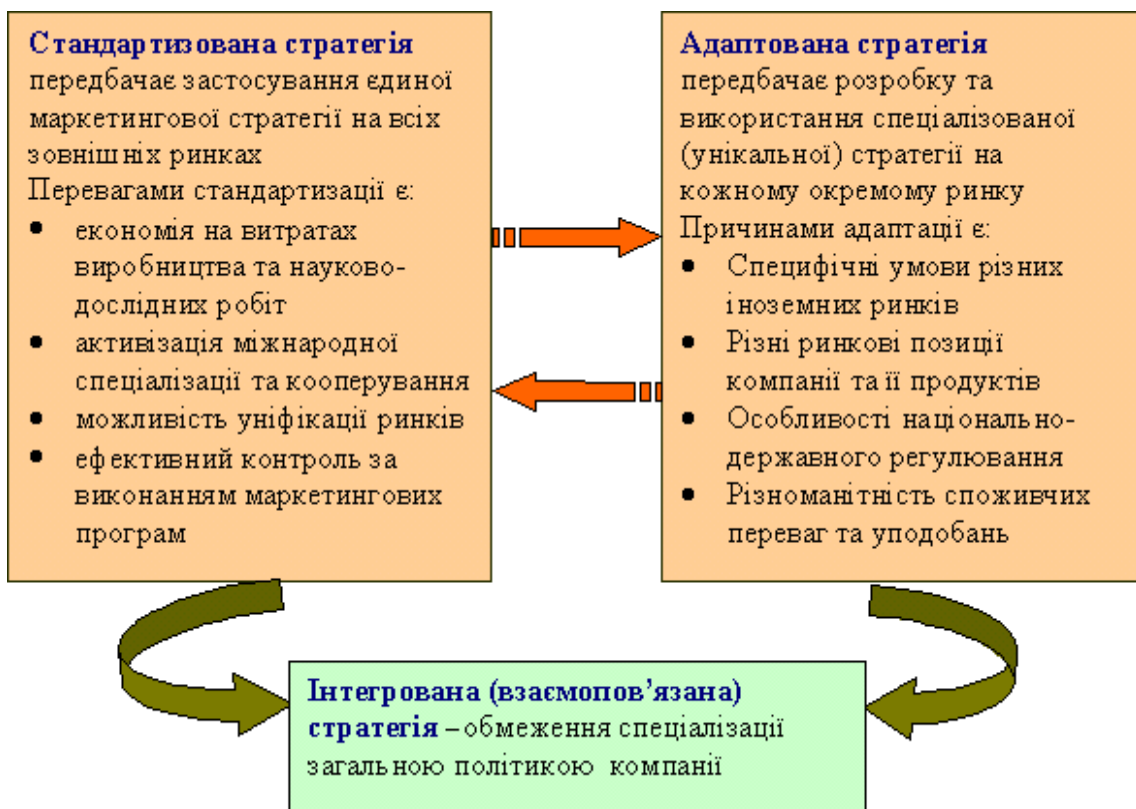 Стандартизована стратегія
передбачає застосування єдиної
маркетингової стратегії на всіх
зовнішніх ринках
Перевагами стандартизації є:
• економія на витратах
виробництва та науково-
дослідних робіт
• активізація міжнародної
спеціалізації та кооперування
• можливість уніфікації ринків
• ефективний контроль за
виконанням маркетингових
програм
Адаптована стратегія
передбачає розробку та
використання спеціалізованої
(унікальної) стратегії на
кожному окремому ринку
Причинами адаптації є:
• Специфічні умови різних
іноземних ринків
• Різні ринкові позиції
компанії та її продуктів
• Особливості національно-
державного регулювання
• Різноманітність споживчих
переваг та уподобань
Інтегрована (взаємопов’язана)
стратегія – обмеження спеціалізації
загальною політикою компанії